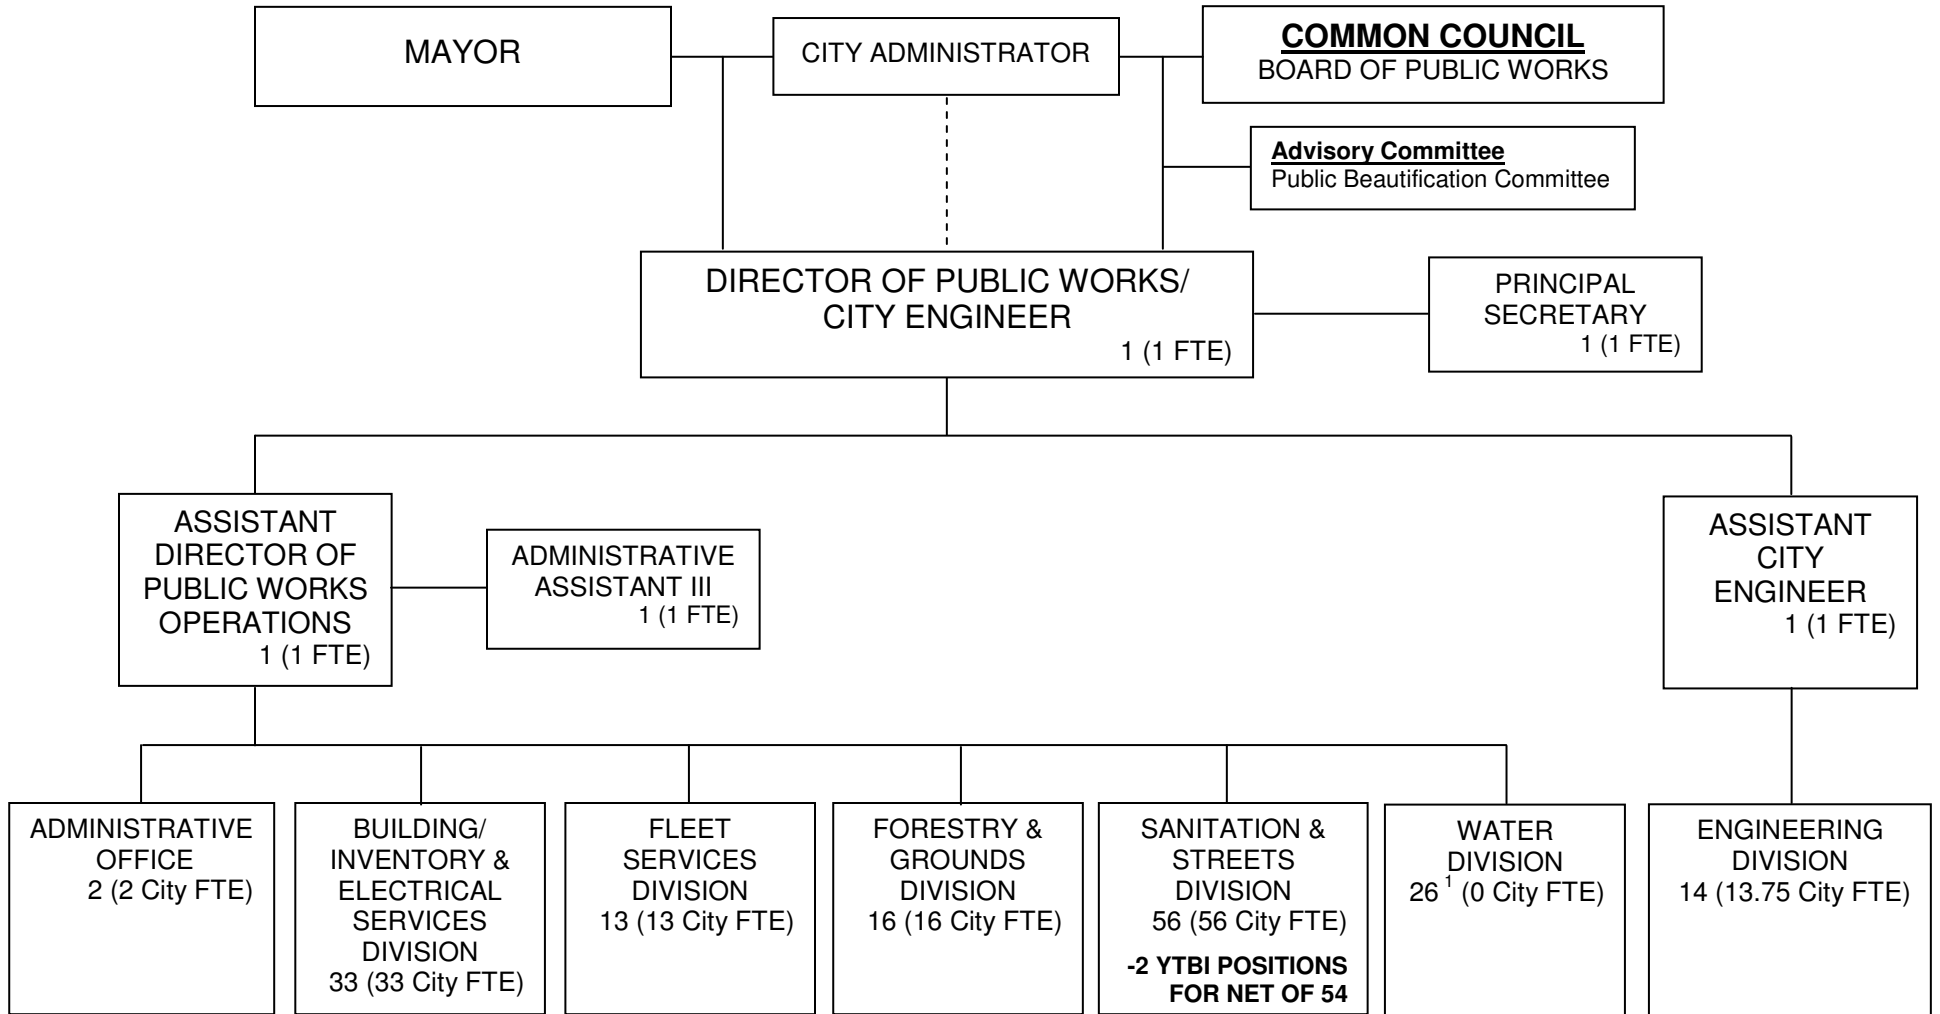 MAYOR
CITY ADMINISTRATOR
COMMON COUNCIL
BOARD OF PUBLIC WORKS
Advisory Committee
Public Beautification Committee
DIRECTOR OF PUBLIC WORKS/
CITY ENGINEER
1 (1 FTE)
PRINCIPAL
SECRETARY
1 (1 FTE)
ASSISTANT
DIRECTOR OF
PUBLIC WORKS
OPERATIONS
1 (1 FTE)
ADMINISTRATIVE
ASSISTANT III
1 (1 FTE)
ASSISTANT
CITY
ENGINEER
1 (1 FTE)
ADMINISTRATIVE
OFFICE
2 (2 City FTE)
BUILDING/
INVENTORY &
ELECTRICAL
SERVICES
DIVISION
33 (33 City FTE)
FLEET
SERVICES
DIVISION
13 (13 City FTE)
FORESTRY &
GROUNDS
DIVISION
16 (16 City FTE)
SANITATION &
STREETS
DIVISION
56 (56 City FTE)
-2 YTBI POSITIONS
FOR NET OF 54
WATER
DIVISION
26 ¹ (0 City FTE)
ENGINEERING
DIVISION
14 (13.75 City FTE)